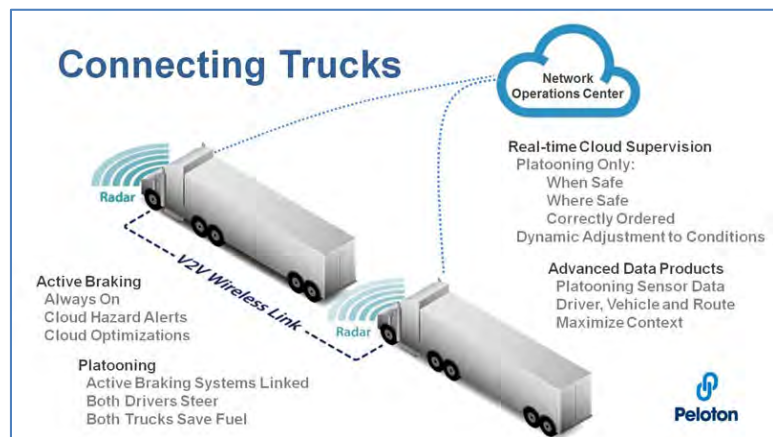 Connecting Trucks
Network
Operations Center
Radar
V2V Wireless Link
Radar
Real-time Cloud Supervision
Platooning Only:
When Safe
Where Safe
Correctly Ordered
Dynamic Adjustment to Conditions
Advanced Data Products
Platooning Sensor Data
Driver, Vehicle and Route
Maximize Context
Active Braking
Always On
Cloud Hazard Alerts
Cloud Optimizations
Platooning
Active Braking Systems Linked
Both Drivers Steer
Both Trucks Save Fuel
Peloton